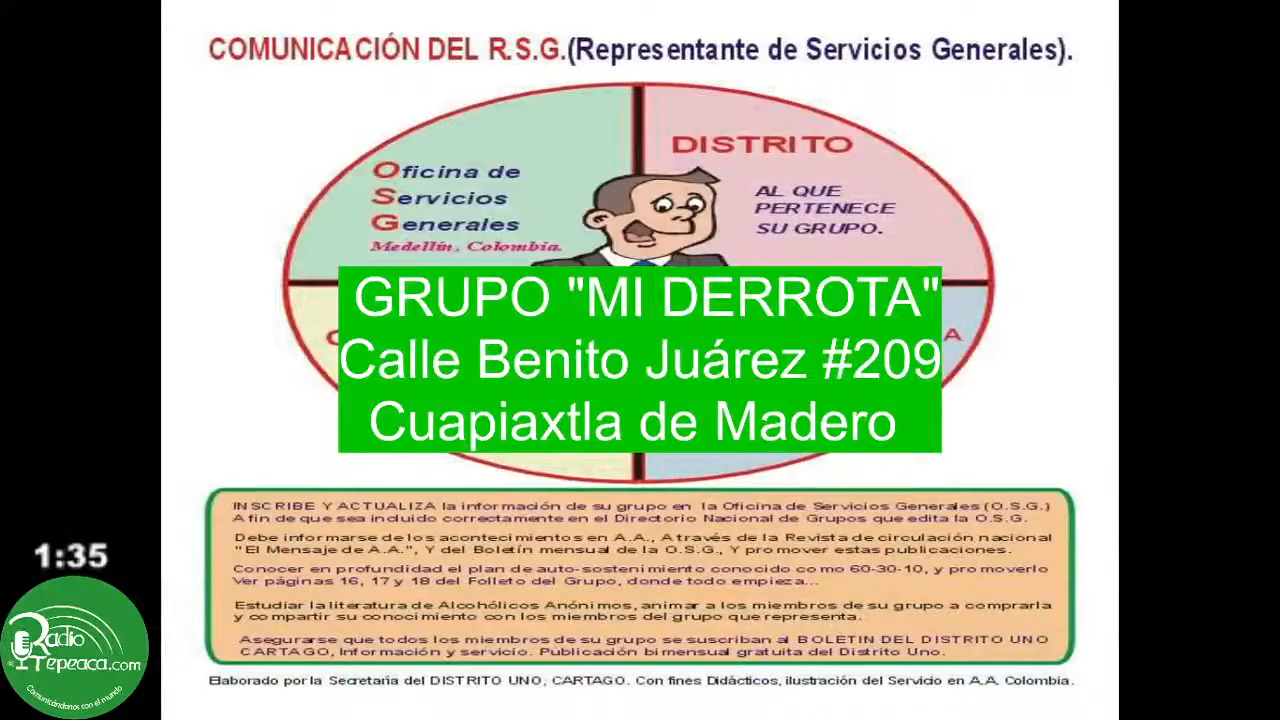 COMUNICACIÓN DEL R.S.G.(Representante de Servicios Generales).
Oficina de
Servicios
Generales
Medellín, Colombia.
DISTRITO
AL QUE
PERTENECE
SU GRUPO.
GRUPO "MI DERROTA"
Calle Benito Juárez #209
Cuapiaxtla de Madero
INSCRIBE Y ACTUALIZA la información de su grupo en la Oficina de Servicios Generales (O.S.G.)
A fin de que sea incluido correctamente en el Directorio Nacional de Grupos que edita la O.S.G.
Debe informarse de los acontecimientos en A.A., A través de la Revista de circulación nacional
"El Mensaje de A.A.", Y del Boletín mensual de la O.S.G., Y promover estas publicaciones.
Conocer en profundidad el plan de auto-sostenimiento conocido como 60-30-10, y promoverlo
Ver páginas 16, 17 y 18 del Folleto del Grupo, donde todo empieza...
Estudiar la literatura de Alcohólicos Anónimos, animar a los miembros de su grupo a comprarla
y compartir su conocimiento con los miembros del grupo que representa.
Asegurarse que todos los miembros de su grupo se suscriban al BOLETIN DEL DISTRITO UNO
CARTAGO, Información y servicio. Publicación bimensual gratuita del Distrito Uno.
Elaborado por la Secretaría del DISTRITO UNO, CARTAGO. Con fines Didácticos, ilustración del Servicio en A.A. Colombia.
1:35
Radio
Tepeaca.com
Comunicándonos con el mundo